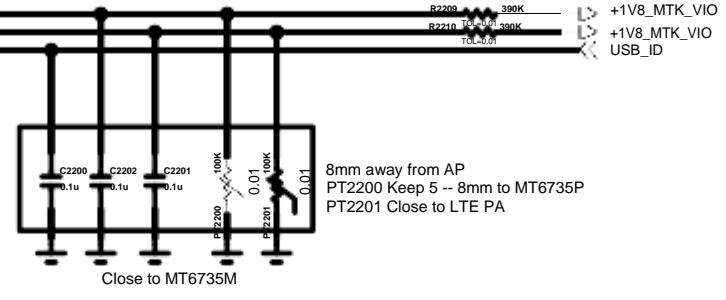 R2209 390K +1V8_MTK_VIO
TOL=0.01
R2210 390K +1V8_MTK_VIO
TOL=0.01
USB_ID
C2200 C2202 C2201 100K 0.01 100K 0.01
0.1u 0.1u 0.1u PT2200 PT2201
8mm away from AP
PT2200 Keep 5 -- 8mm to MT6735P
PT2201 Close to LTE PA
Close to MT6735M